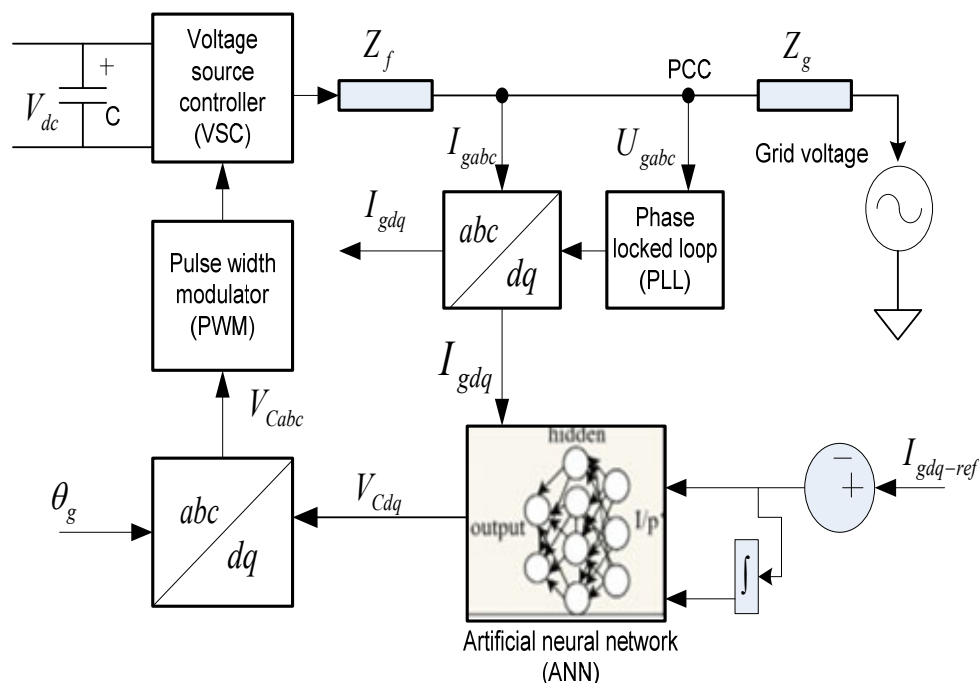 Voltage
source
controller
(VSC)
Z_f
PCC
Z_g
+
V_dc
C
I_gabc
U_gabc
Grid voltage
I_gdq
abc
dq
Phase
locked loop
(PLL)
Pulse width
modulator
(PWM)
I_gdq
V_Cabc
hidden
output
I/p
V_Cdq
θ_g
abc
dq
−
+
I_gdq-ref
∫
Artificial neural network
(ANN)